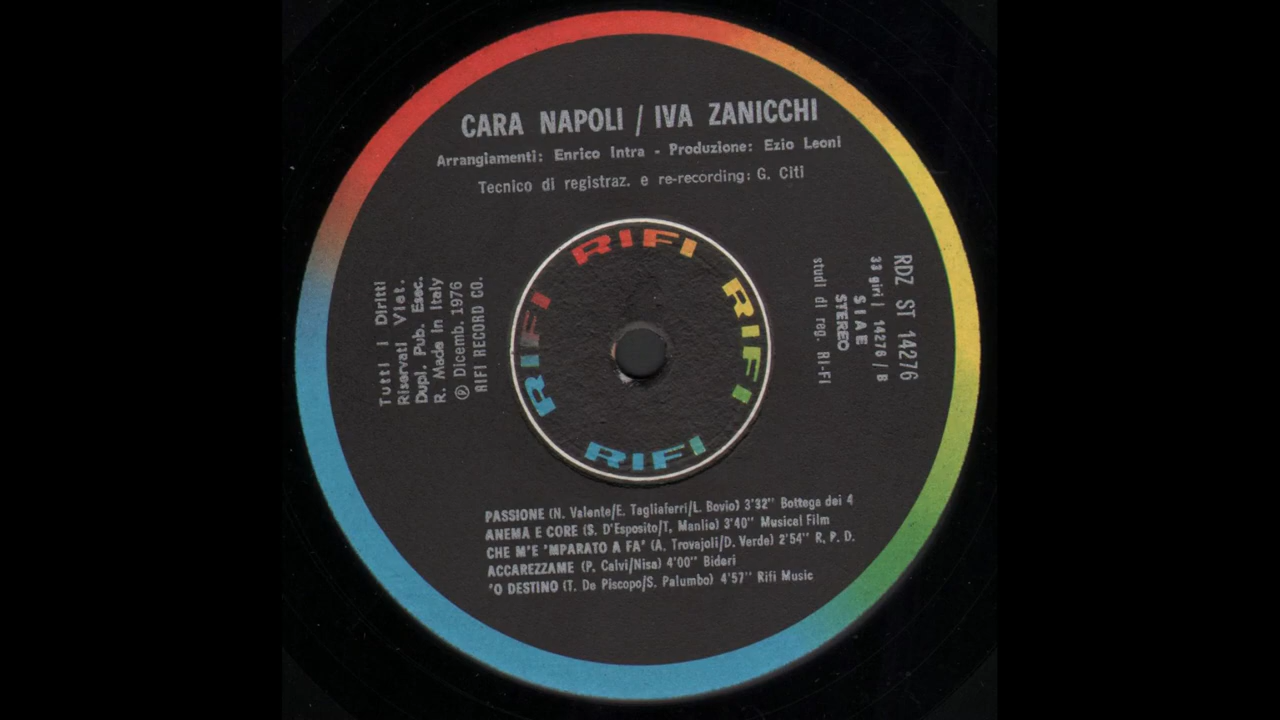 CARA NAPOLI / IVA ZANICCHI
Arrangiamenti: Enrico Intra - Produzione: Ezio Leoni
Tecnico di registraz. e re-recording: G. Citi
Tutti i Diritti
Riservati Viet.
Dupl. Pub. Esec.
R. Made in Italy
℗ Dicemb. 1976
RIFI RECORD CO.
RIFI
RIFI
RIFI
RIFI
RDZ ST 14276
33 giri / 14276 / B
SIAE
STEREO
studi di reg. RI-FI
PASSIONE (N. Valente/E. Tagliaferri/L. Bovio) 3'32" Bottega dei 4
ANEMA E CORE (S. D'Esposito/T, Manlio) 3'40" Musical Film
CHE M'E 'MPARATO A FA' (A. Trovajoli/D. Verde) 2'54" R. P. D.
ACCAREZZAME (P. Calvi/Nisa) 4'00" Bideri
'O DESTINO (T. De Piscopo/S. Palumbo) 4'57" Rifi Music